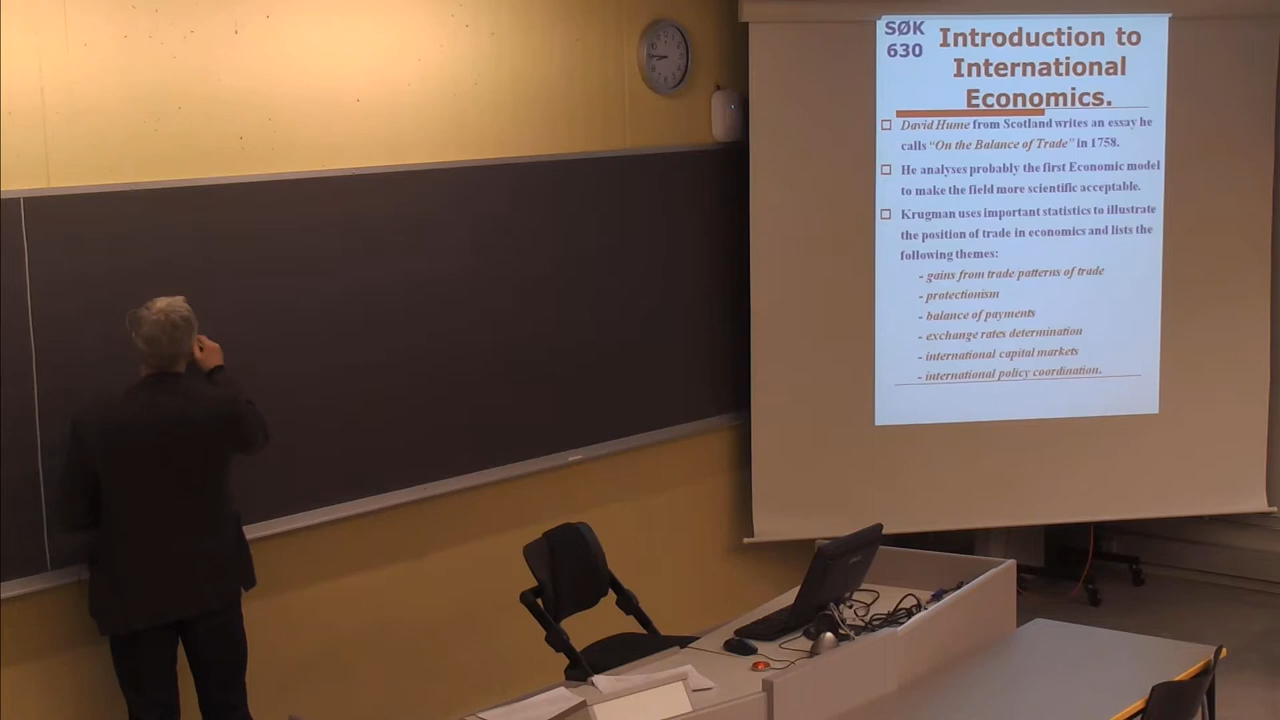 SØK
630
Introduction to
International
Economics.
David Hume from Scotland writes an essay he
calls “On the Balance of Trade” in 1758.
He analyses probably the first Economic model
to make the field more scientific acceptable.
Krugman uses important statistics to illustrate
the position of trade in economics and lists the
following themes:
- gains from trade patterns of trade
- protectionism
- balance of payments
- exchange rates determination
- international capital markets
- international policy coordination.